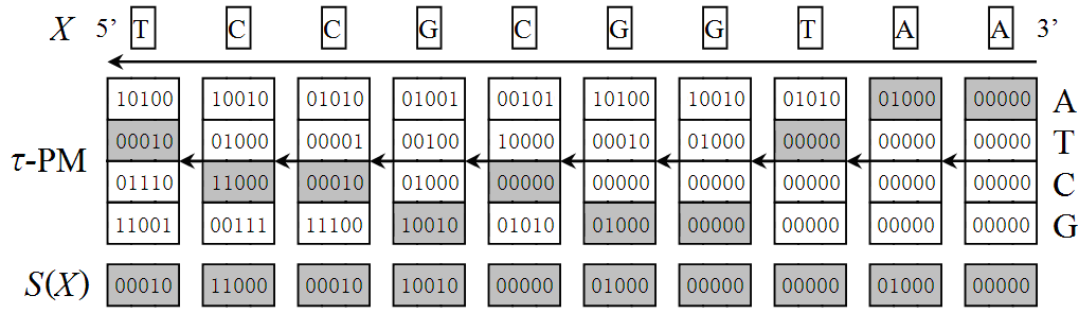 X 5’ T C C G C G G T A A 3’
10100 10010 01010 01001 00101 10100 10010 01010 01000 00000 A
00010 01000 00001 00100 10000 00010 01000 00000 00000 00000 T
τ-PM
01110 11000 00010 01000 00000 00000 00000 00000 00000 00000 C
11001 00111 11100 10010 01010 01000 00000 00000 00000 00000 G
S(X) 00010 11000 00010 10010 00000 01000 00000 00000 01000 00000